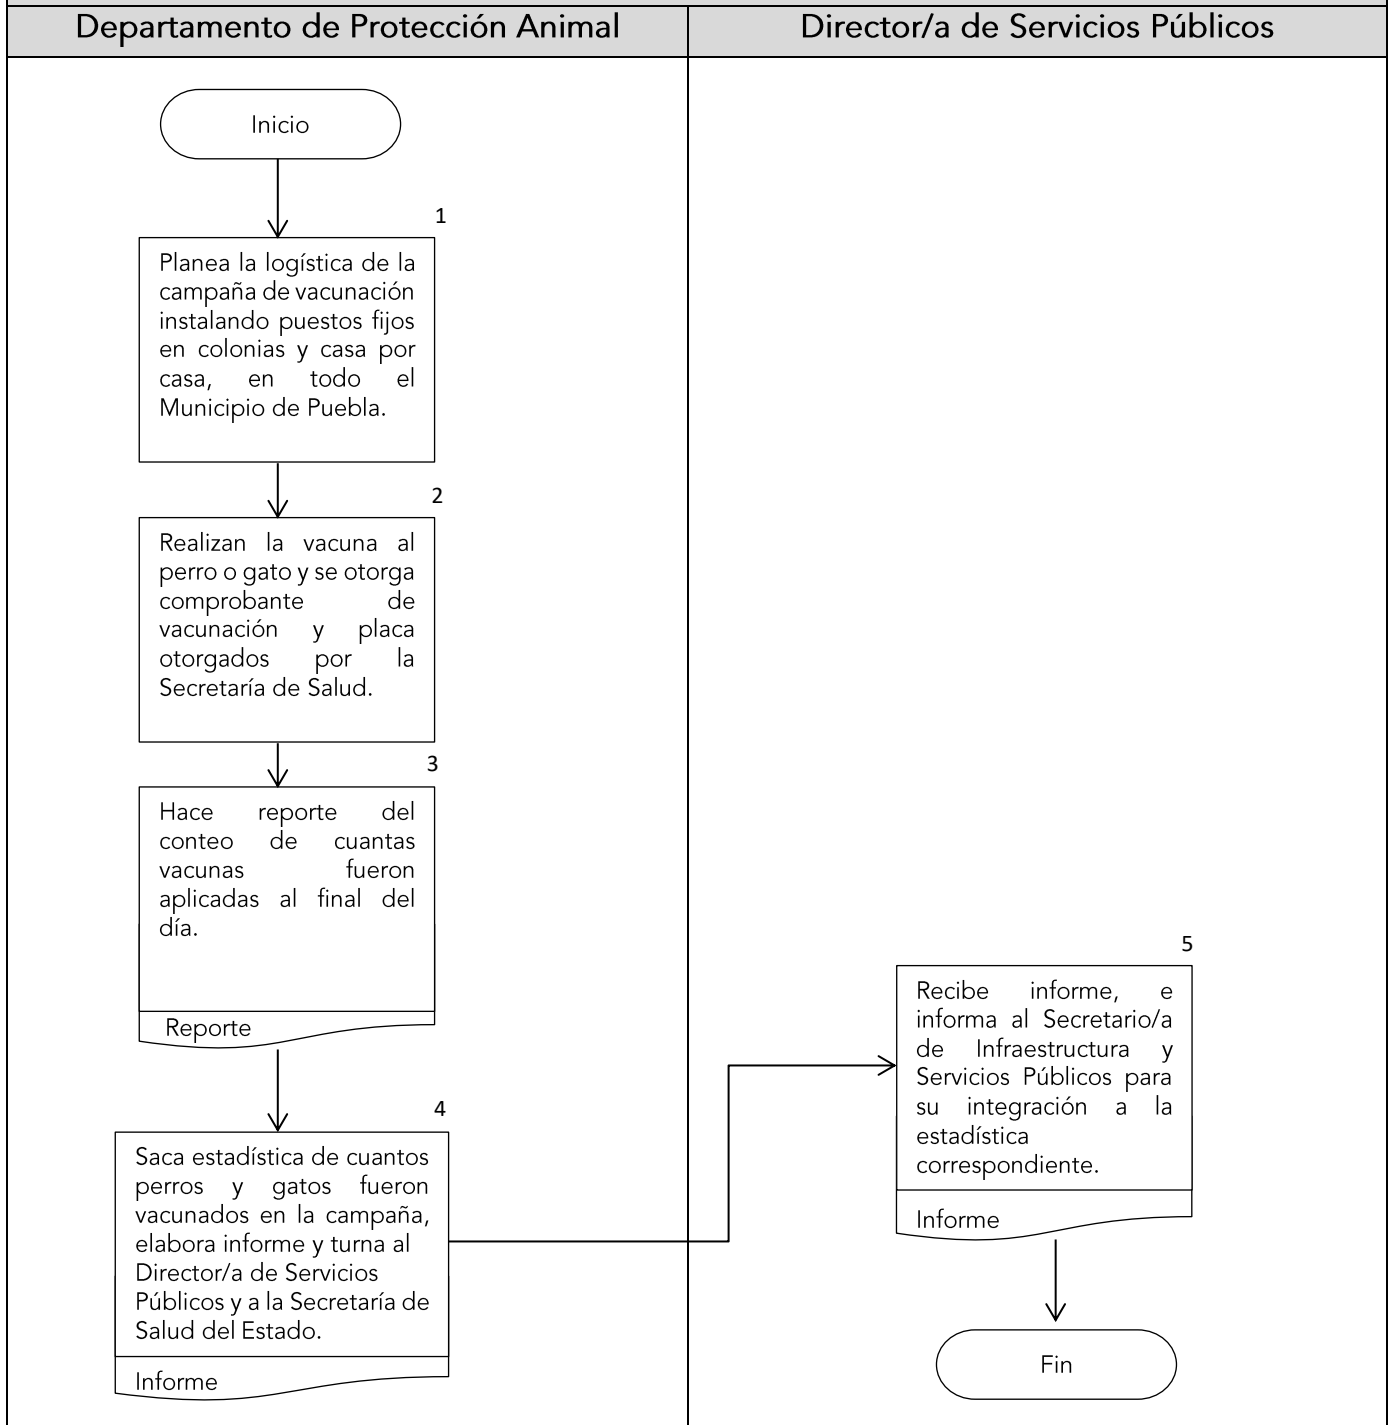 Departamento de Protección Animal
Director/a de Servicios Públicos
Inicio
1
Planea la logística de la
campaña de vacunación
instalando puestos fijos
en colonias y casa por
casa, en todo el
Municipio de Puebla.
2
Realizan la vacuna al
perro o gato y se otorga
comprobante de
vacunación y placa
otorgados por la
Secretaría de Salud.
3
Hace reporte del
conteo de cuantas
vacunas fueron
aplicadas al final del
día.
Reporte
4
Saca estadística de cuantos
perros y gatos fueron
vacunados en la campaña,
elabora informe y turna al
Director/a de Servicios
Públicos y a la Secretaría de
Salud del Estado.
Informe
5
Recibe informe, e
informa al Secretario/a
de Infraestructura y
Servicios Públicos para
su integración a la
estadística
correspondiente.
Informe
Fin